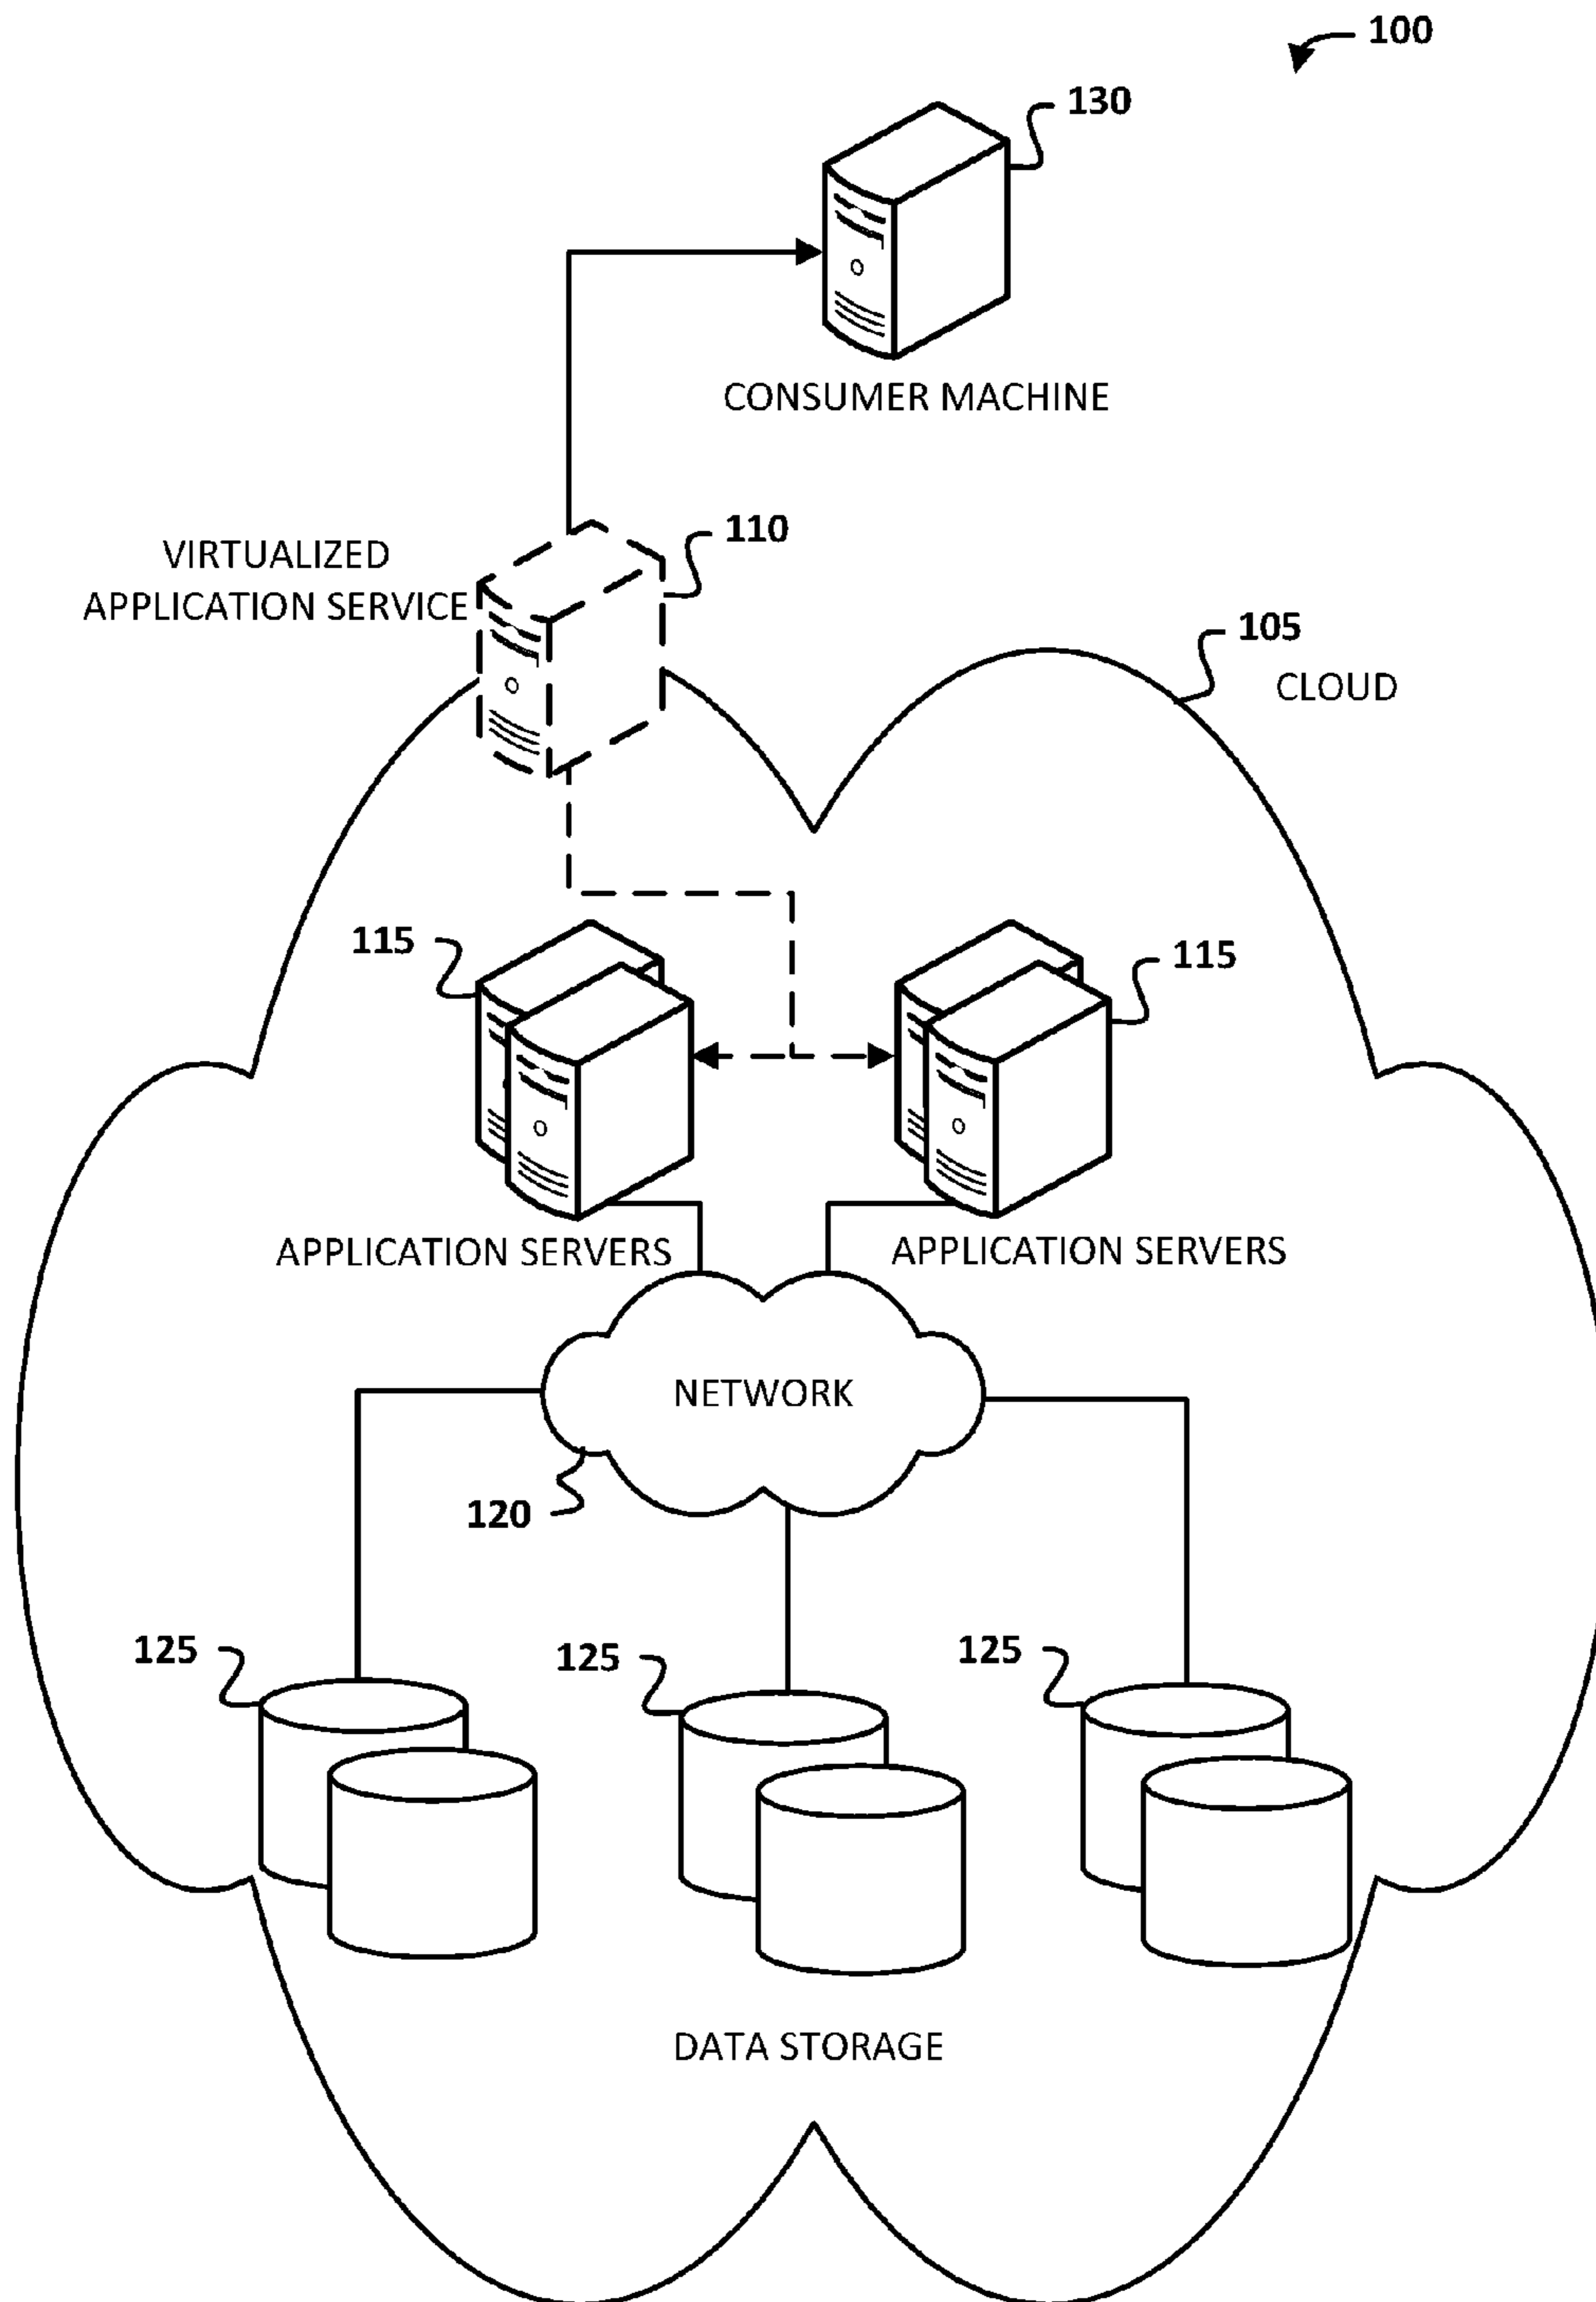 100
130
CONSUMER MACHINE
110
VIRTUALIZED
APPLICATION SERVICE
105
CLOUD
115
115
APPLICATION SERVERS
APPLICATION SERVERS
NETWORK
120
125
125
125
DATA STORAGE